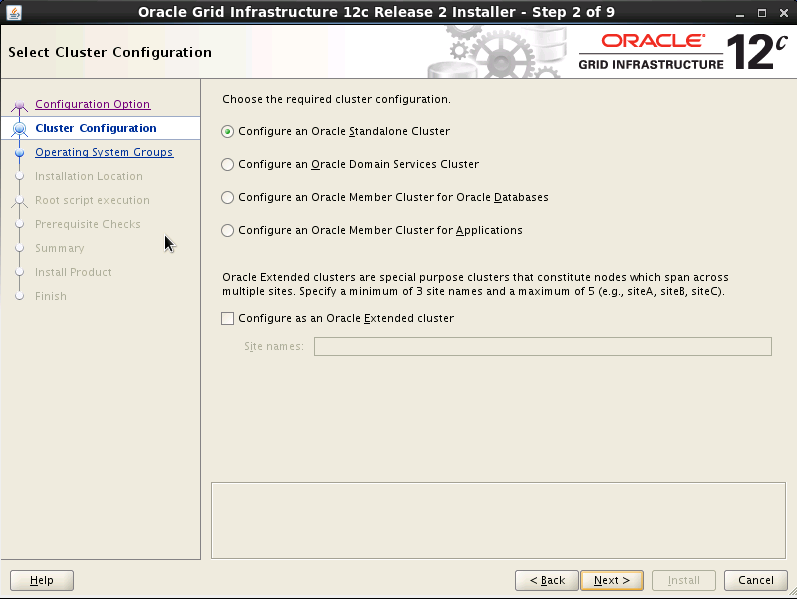 Oracle Grid Infrastructure 12c Release 2 Installer - Step 2 of 9
Select Cluster Configuration
ORACLE
GRID INFRASTRUCTURE
12c
Configuration Option
Cluster Configuration
Operating System Groups
Installation Location
Root script execution
Prerequisite Checks
Summary
Install Product
Finish
Choose the required cluster configuration.
Configure an Oracle Standalone Cluster
Configure an Oracle Domain Services Cluster
Configure an Oracle Member Cluster for Oracle Databases
Configure an Oracle Member Cluster for Applications
Oracle Extended clusters are special purpose clusters that constitute nodes which span across
multiple sites. Specify a minimum of 3 site names and a maximum of 5 (e.g., siteA, siteB, siteC).
Configure as an Oracle Extended cluster
Site names:
Help
< Back
Next >
Install
Cancel